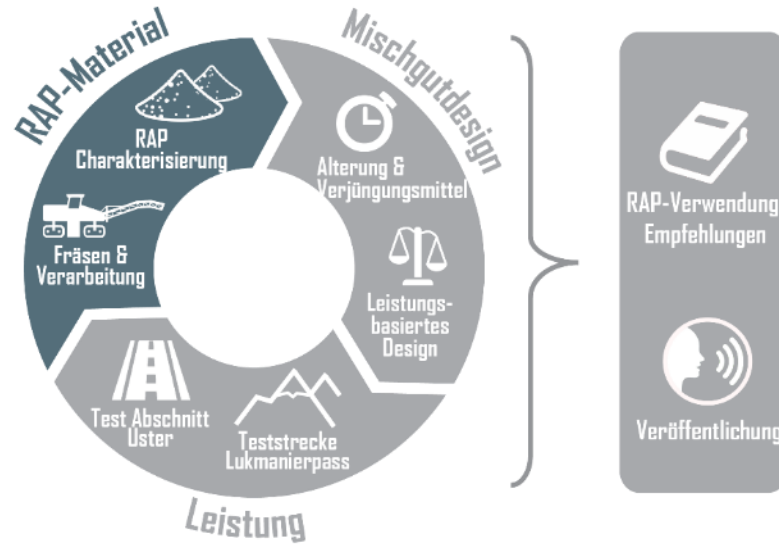 RAP-Material
RAP
Charakterisierung
Fräsen &
Verarbeitung
Mischgutdesign
Alterung &
Verjüngungsmittel
Leistungs-
basiertes
Design
Test Abschnitt
Uster
Teststrecke
Lukmanierpass
Leistung
RAP-Verwendung
Empfehlungen
Veröffentlichung